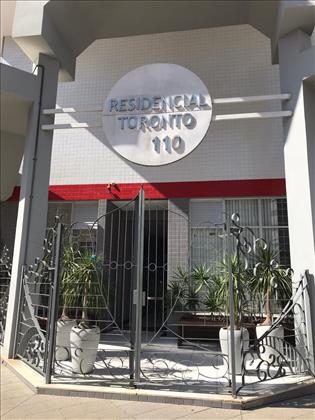 RESIDENCIAL
TORONTO
110